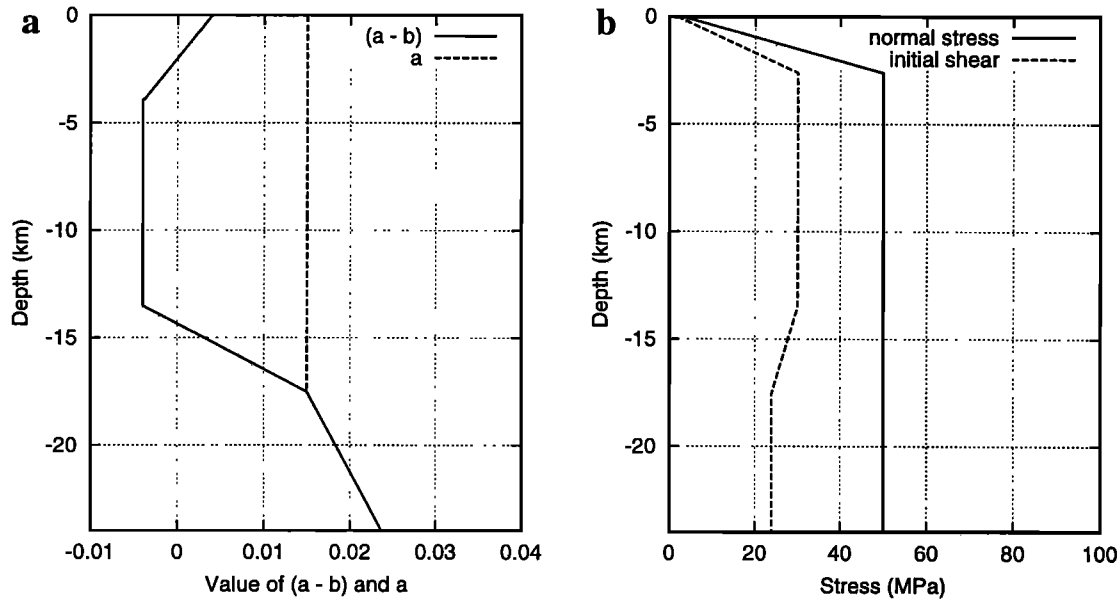 a
(a - b)
a
0
-5
-10
-15
-20
Depth (km)
-0.01 0 0.01 0.02 0.03 0.04
Value of (a - b) and a
b
normal stress
initial shear
0
-5
-10
-15
-20
Depth (km)
0 20 40 60 80 100
Stress (MPa)